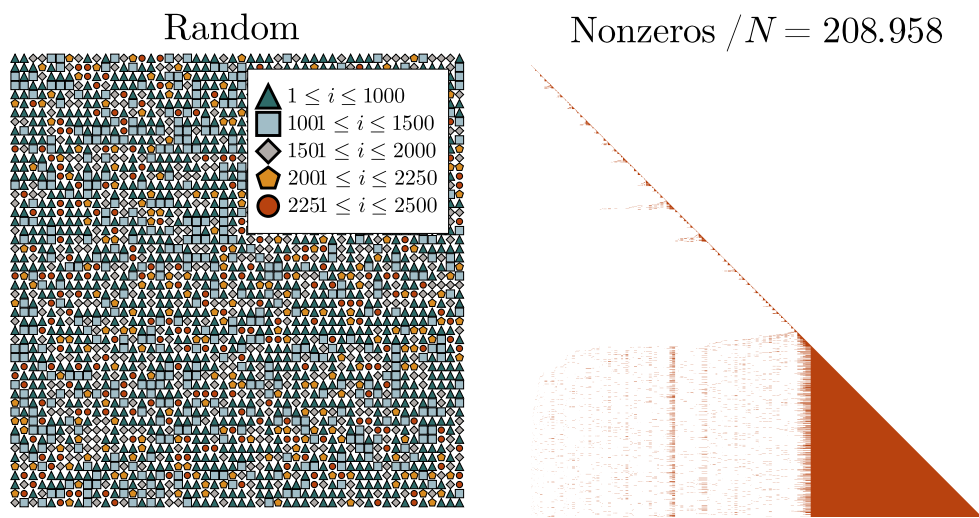 Random
Nonzeros /N = 208.958
1 ≤ i ≤ 1000
1001 ≤ i ≤ 1500
1501 ≤ i ≤ 2000
2001 ≤ i ≤ 2250
2251 ≤ i ≤ 2500